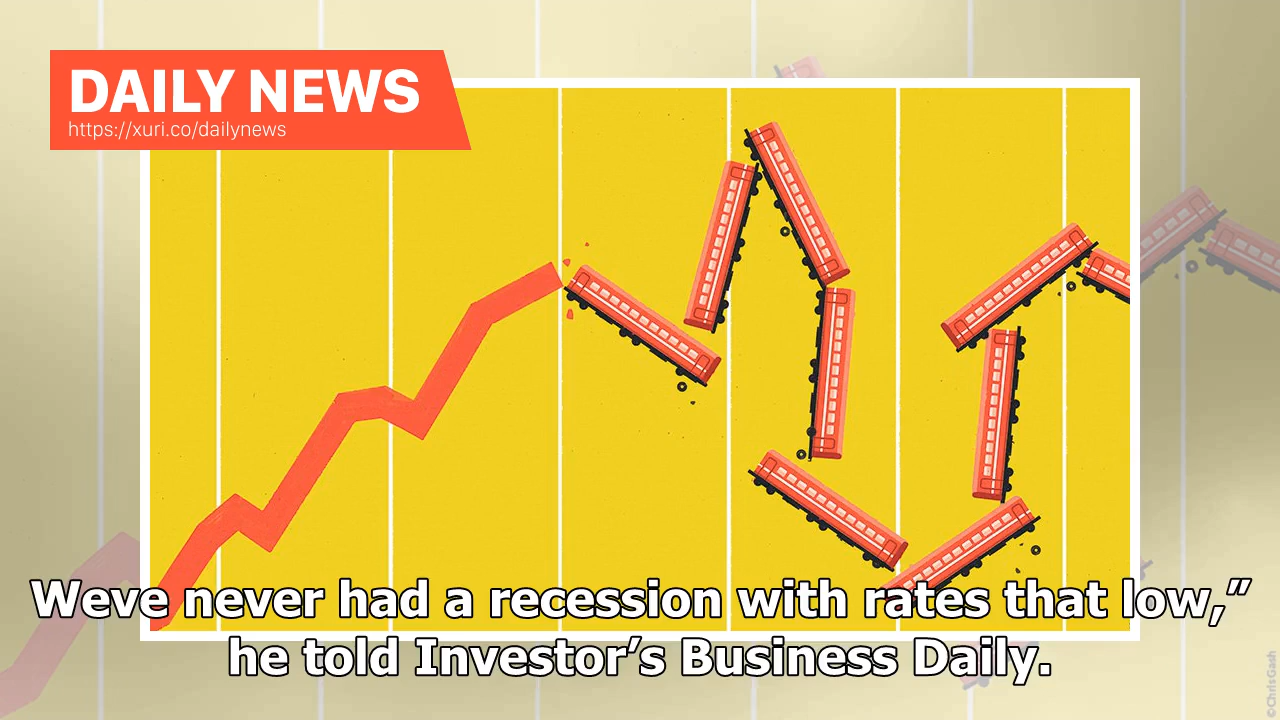 DAILY NEWS
https://xuri.co/dailynews
Weve never had a recession with rates that low,”
he told Investor’s Business Daily.
©ChrisGash